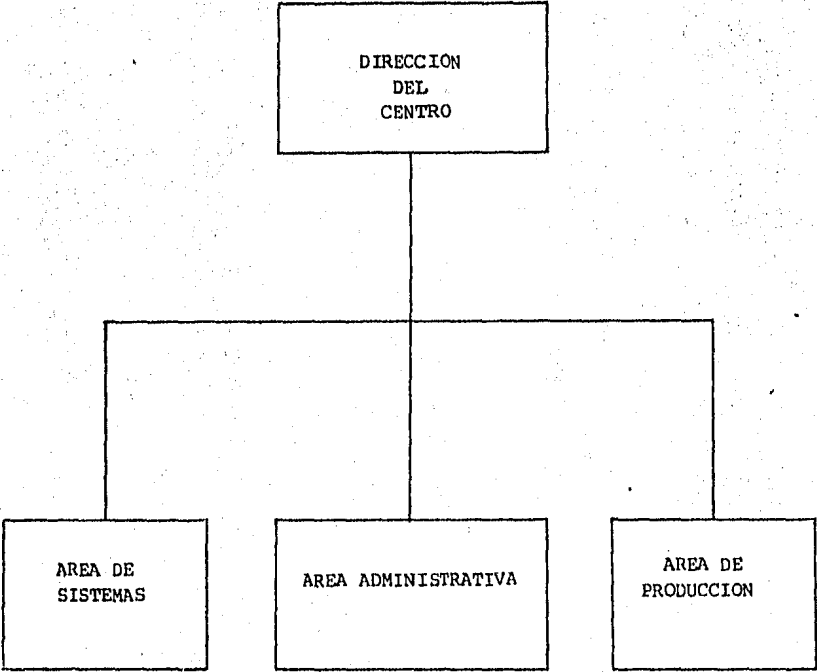 DIRECCION
DEL
CENTRO
AREA DE
SISTEMAS
AREA ADMINISTRATIVA
AREA DE
PRODUCCION